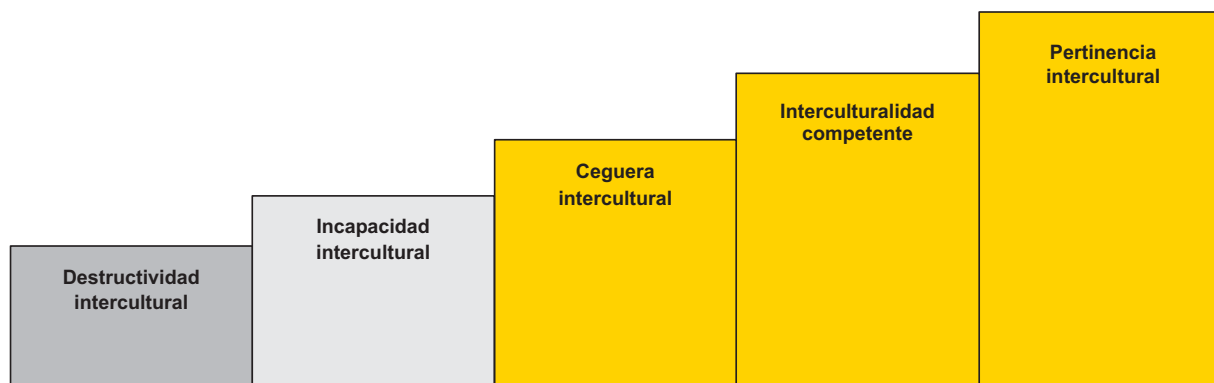 Destructividad
intercultural
Incapacidad
intercultural
Ceguera
intercultural
Interculturalidad
competente
Pertinencia
intercultural